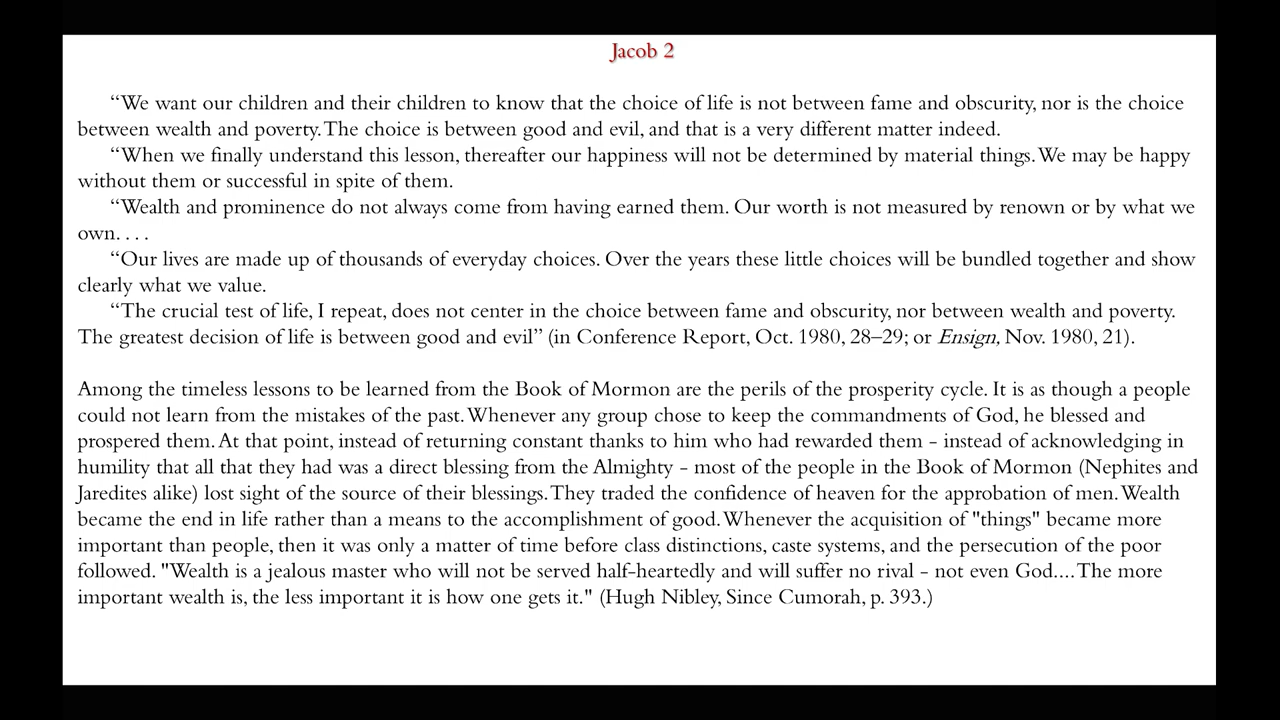 Jacob 2
“We want our children and their children to know that the choice of life is not between fame and obscurity, nor is the choice
between wealth and poverty. The choice is between good and evil, and that is a very different matter indeed.
“When we finally understand this lesson, thereafter our happiness will not be determined by material things. We may be happy
without them or successful in spite of them.
“Wealth and prominence do not always come from having earned them. Our worth is not measured by renown or by what we
own. . . .
“Our lives are made up of thousands of everyday choices. Over the years these little choices will be bundled together and show
clearly what we value.
“The crucial test of life, I repeat, does not center in the choice between fame and obscurity, nor between wealth and poverty.
The greatest decision of life is between good and evil” (in Conference Report, Oct. 1980, 28–29; or Ensign, Nov. 1980, 21).
Among the timeless lessons to be learned from the Book of Mormon are the perils of the prosperity cycle. It is as though a people
could not learn from the mistakes of the past. Whenever any group chose to keep the commandments of God, he blessed and
prospered them. At that point, instead of returning constant thanks to him who had rewarded them - instead of acknowledging in
humility that all that they had was a direct blessing from the Almighty - most of the people in the Book of Mormon (Nephites and
Jaredites alike) lost sight of the source of their blessings. They traded the confidence of heaven for the approbation of men. Wealth
became the end in life rather than a means to the accomplishment of good. Whenever the acquisition of "things" became more
important than people, then it was only a matter of time before class distinctions, caste systems, and the persecution of the poor
followed. "Wealth is a jealous master who will not be served half-heartedly and will suffer no rival - not even God.... The more
important wealth is, the less important it is how one gets it." (Hugh Nibley, Since Cumorah, p. 393.)